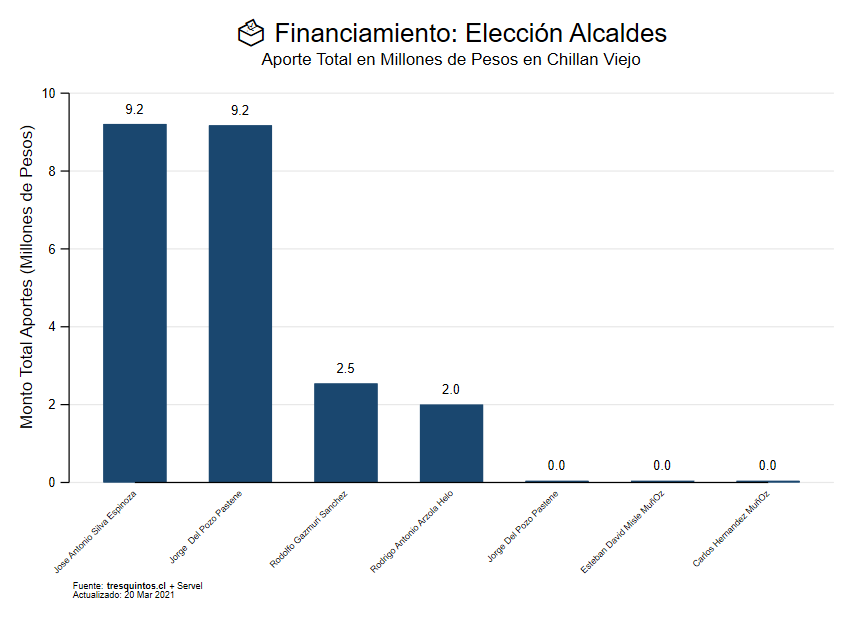 Financiamiento: Elección Alcaldes
Aporte Total en Millones de Pesos en Chillan Viejo
Monto Total Aportes (Millones de Pesos)
10
8
6
4
2
0
9.2
9.2
2.5
2.0
0.0
0.0
0.0
Jose Antonio Silva Espinoza
Jorge  Del Pozo Pastene
Rodolfo Gazmuri Sanchez
Rodrigo Antonio Arzola Helo
Jorge Del Pozo Pastene
Esteban David Misle MuñOz
Carlos Hernandez MuñOz
Fuente: tresquintos.cl + Servel
Actualizado: 20 Mar 2021